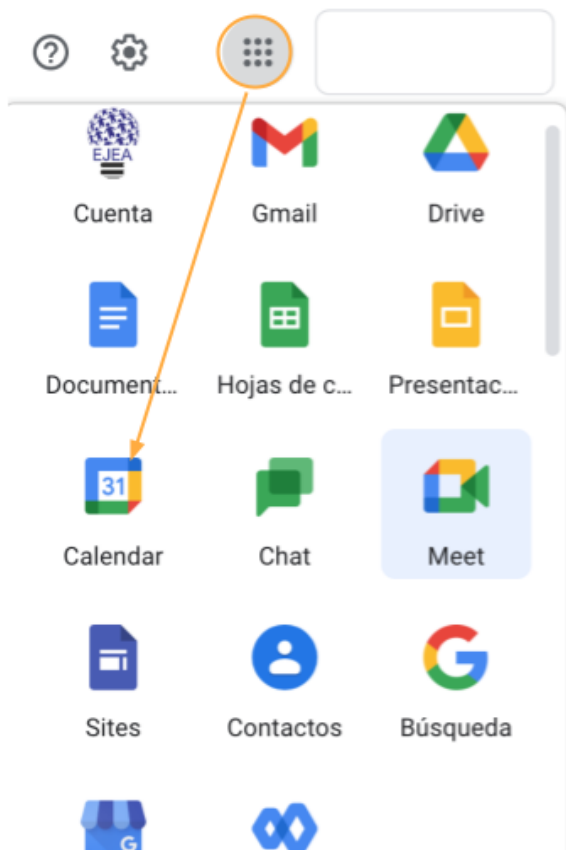 EJEA
Cuenta
Gmail
Drive
Document...
Hojas de c...
Presentac...
31
Calendar
Chat
Meet
Sites
Contactos
Búsqueda
G